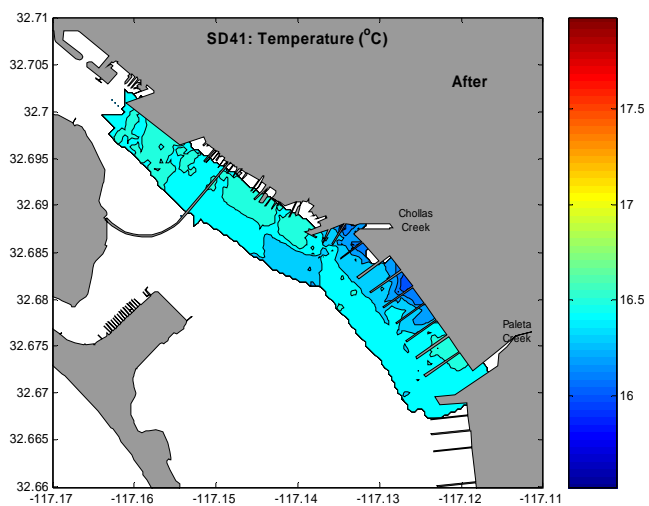 SD41: Temperature (°C)
After
Chollas
Creek
Paleta
Creek
32.71
32.705
32.7
32.695
32.69
32.685
32.68
32.675
32.67
32.665
32.66
-117.17 -117.16 -117.15 -117.14 -117.13 -117.12 -117.11
17.5
17
16.5
16